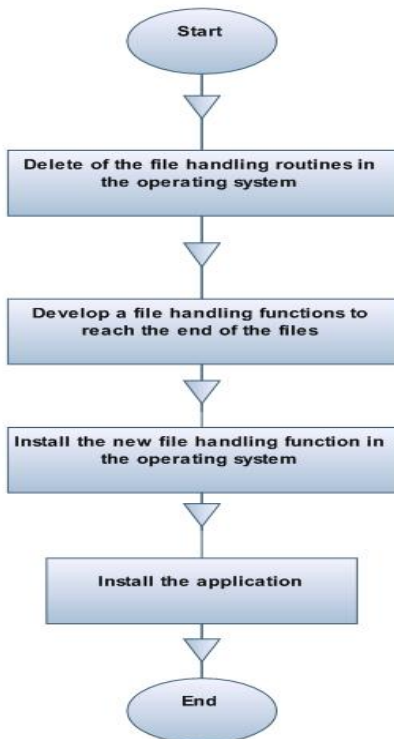 Start
Delete of the file handling routines in
the operating system
Develop a file handling functions to
reach the end of the files
Install the new file handling function in
the operating system
Install the application
End